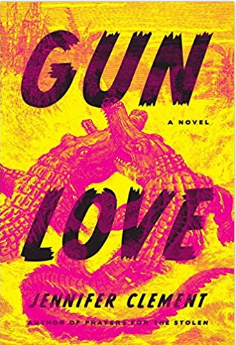 GUN
A NOVEL
LOVE
JENNIFER CLEMENT
AUTHOR OF PRAYERS FOR THE STOLEN